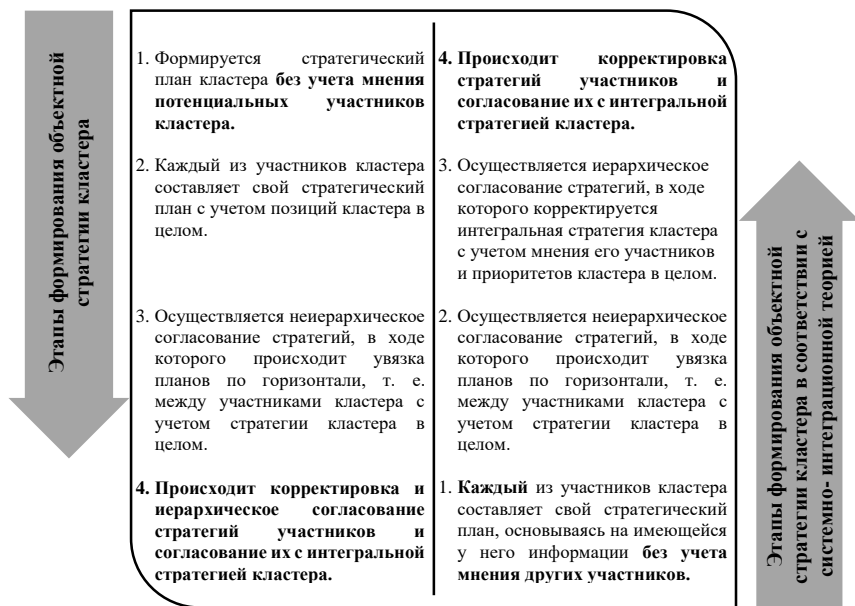 Этапы формирования объектной
стратегии кластера
1. Формируется стратегический
план кластера без учета мнения
потенциальных участников
кластера.
2. Каждый из участников кластера
составляет свой стратегический
план с учетом позиций кластера в
целом.
3. Осуществляется неиерархическое
согласование стратегий, в ходе
которого происходит увязка
планов по горизонтали, т. е.
между участниками кластера с
учетом стратегии кластера в
целом.
4. Происходит корректировка и
иерархическое согласование
стратегий участников и
согласование их с интегральной
стратегией кластера.
4. Происходит корректировка
стратегий участников и
согласование их с интегральной
стратегией кластера.
3. Осуществляется иерархическое
согласование стратегий, в ходе
которого корректируется
интегральная стратегия кластера
с учетом мнения его участников
и приоритетов кластера в целом.
2. Осуществляется неиерархическое
согласование стратегий, в ходе
которого происходит увязка
планов по горизонтали, т. е.
между участниками кластера с
учетом стратегии кластера в
целом.
1. Каждый из участников кластера
составляет свой стратегический
план, основываясь на имеющейся
у него информации без учета
мнения других участников.
Этапы формирования объектной
стратегии кластера в соответствии с
системно- интеграционной теорией